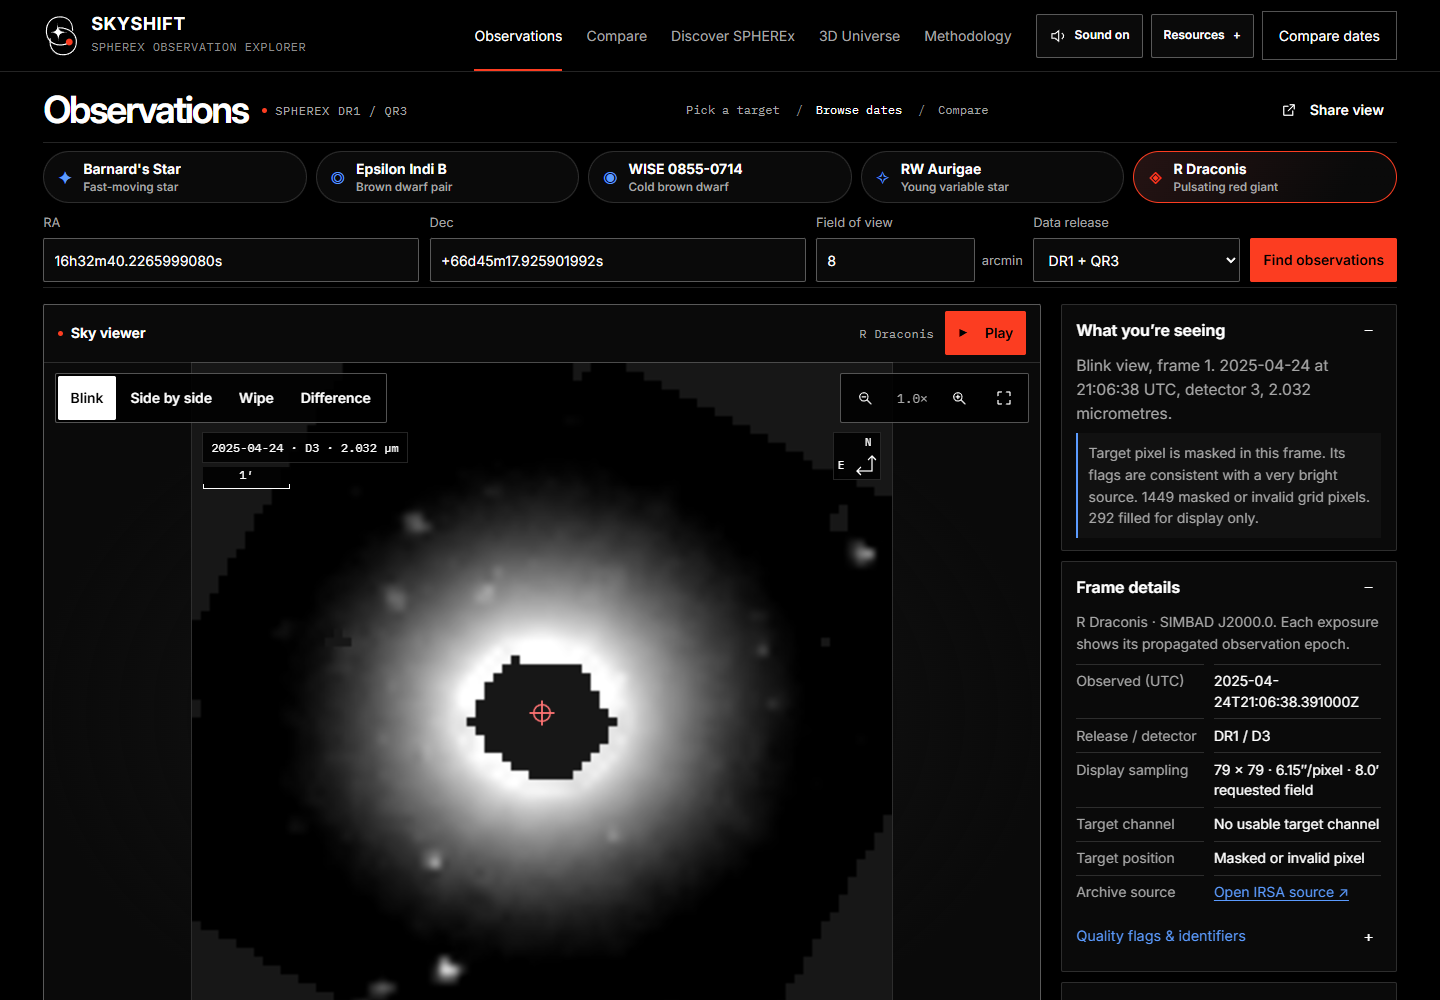 SKYSHIFT
SPHEREX OBSERVATION EXPLORER
Observations
Compare
Discover SPHEREx
3D Universe
Methodology
Sound on
Resources +
Compare dates
Observations
SPHEREX DR1 / QR3
Pick a target / Browse dates / Compare
Share view
Barnard's Star
Fast-moving star
Epsilon Indi B
Brown dwarf pair
WISE 0855-0714
Cold brown dwarf
RW Aurigae
Young variable star
R Draconis
Pulsating red giant
RA
16h32m40.2265999080s
Dec
+66d45m17.925901992s
Field of view
8
arcmin
Data release
DR1 + QR3
Find observations
Sky viewer
R Draconis
Play
Blink
Side by side
Wipe
Difference
1.0×
2025-04-24 · D3 · 2.032 µm
1′
N
E
What you’re seeing
Blink view, frame 1. 2025-04-24 at
21:06:38 UTC, detector 3, 2.032
micrometres.
Target pixel is masked in this frame. Its
flags are consistent with a very bright
source. 1449 masked or invalid grid pixels.
292 filled for display only.
Frame details
R Draconis · SIMBAD J2000.0. Each exposure
shows its propagated observation epoch.
Observed (UTC)
2025-04-
24T21:06:38.391000Z
Release / detector
DR1 / D3
Display sampling
79 × 79 · 6.15″/pixel · 8.0′
requested field
Target channel
No usable target channel
Target position
Masked or invalid pixel
Archive source
Open IRSA source ↗
Quality flags & identifiers
+